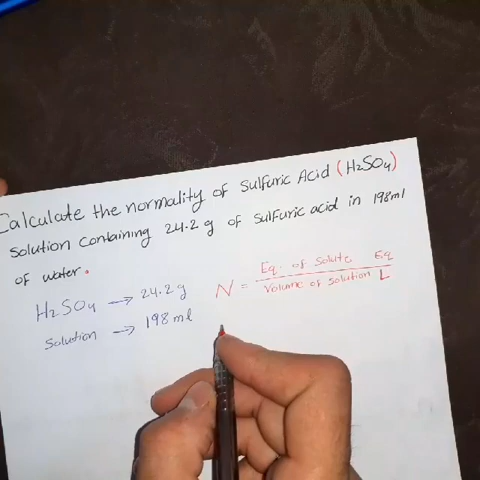 Calculate the normality of Sulfuric Acid (H2SO4)
Solution Containing 24.2 g of Sulfuric acid in 198ml
of water.
H2SO4 → 24.2 g
Solution → 198 ml
N = Eq. of Solute Eq
Volume of Solution L